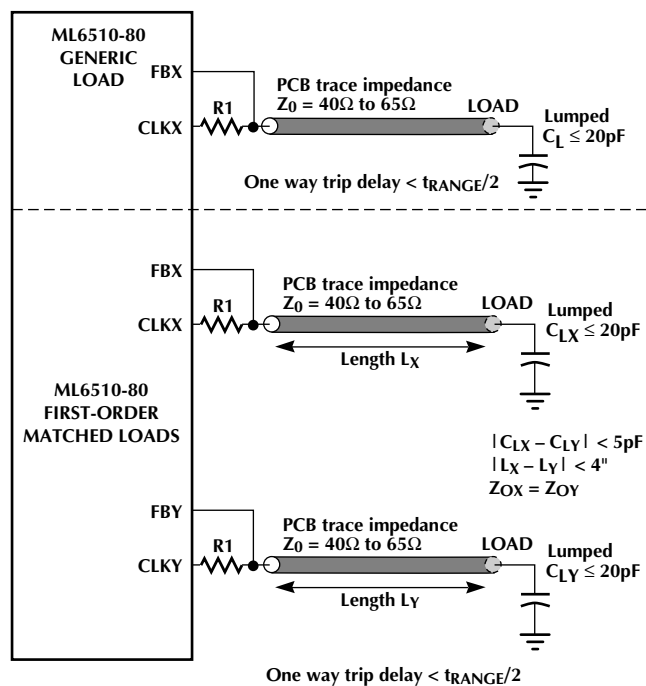 ML6510-80
GENERIC
LOAD
FBX
CLKX
R1
PCB trace impedance
Z0 = 40Ω to 65Ω
LOAD
Lumped
CL ≤ 20pF
One way trip delay < tRANGE/2
FBX
CLKX
R1
PCB trace impedance
Z0 = 40Ω to 65Ω
LOAD
Lumped
CLX ≤ 20pF
Length LX
ML6510-80
FIRST-ORDER
MATCHED LOADS
|CLX – CLY| < 5pF
|LX – LY| < 4"
ZOX = ZOY
FBY
CLKY
R1
PCB trace impedance
Z0 = 40Ω to 65Ω
LOAD
Lumped
CLY ≤ 20pF
Length LY
One way trip delay < tRANGE/2